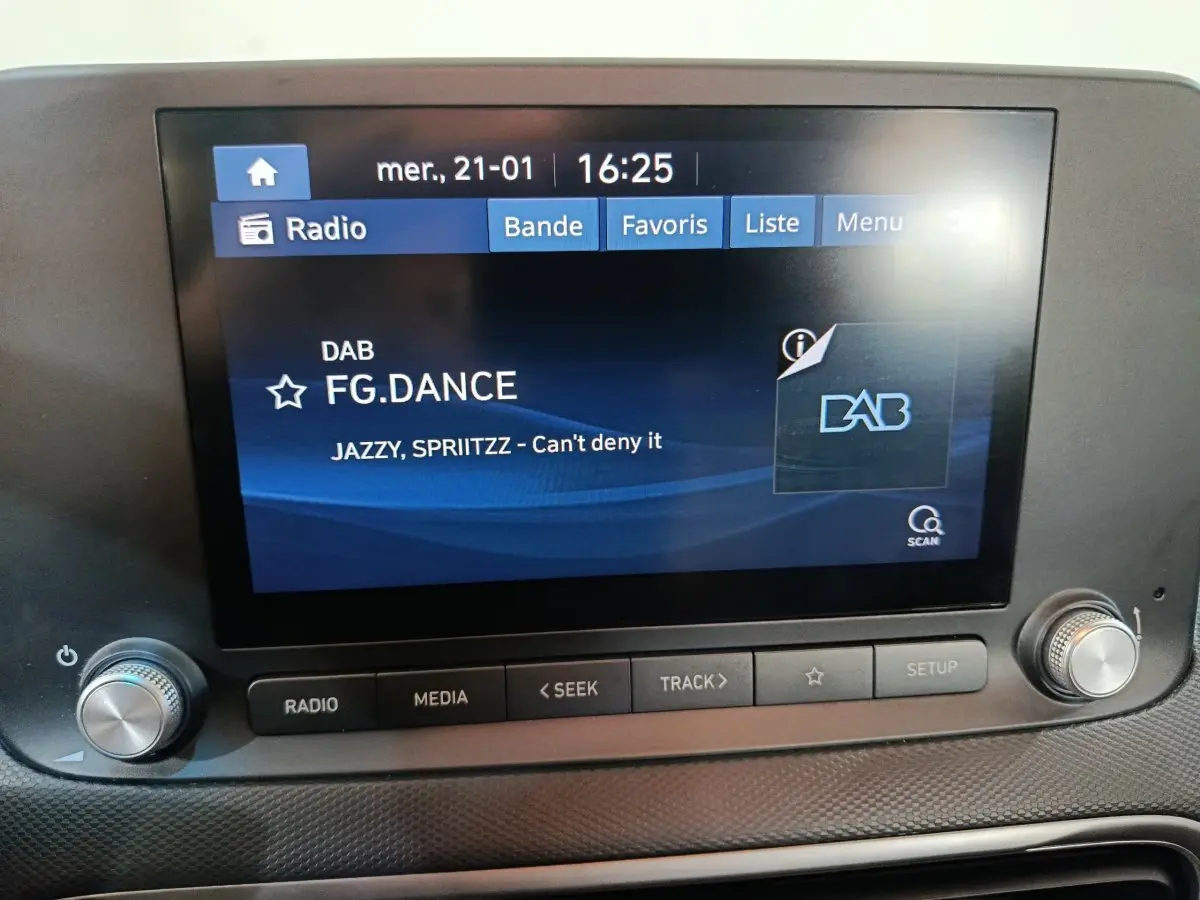 mer., 21-01 16:25
Radio Bande Favoris Liste Menu
DAB
FG.DANCE
JAZZY, SPRIITZZ - Can't deny it
DAB
SCAN
RADIO MEDIA <SEEK TRACK> SETUP